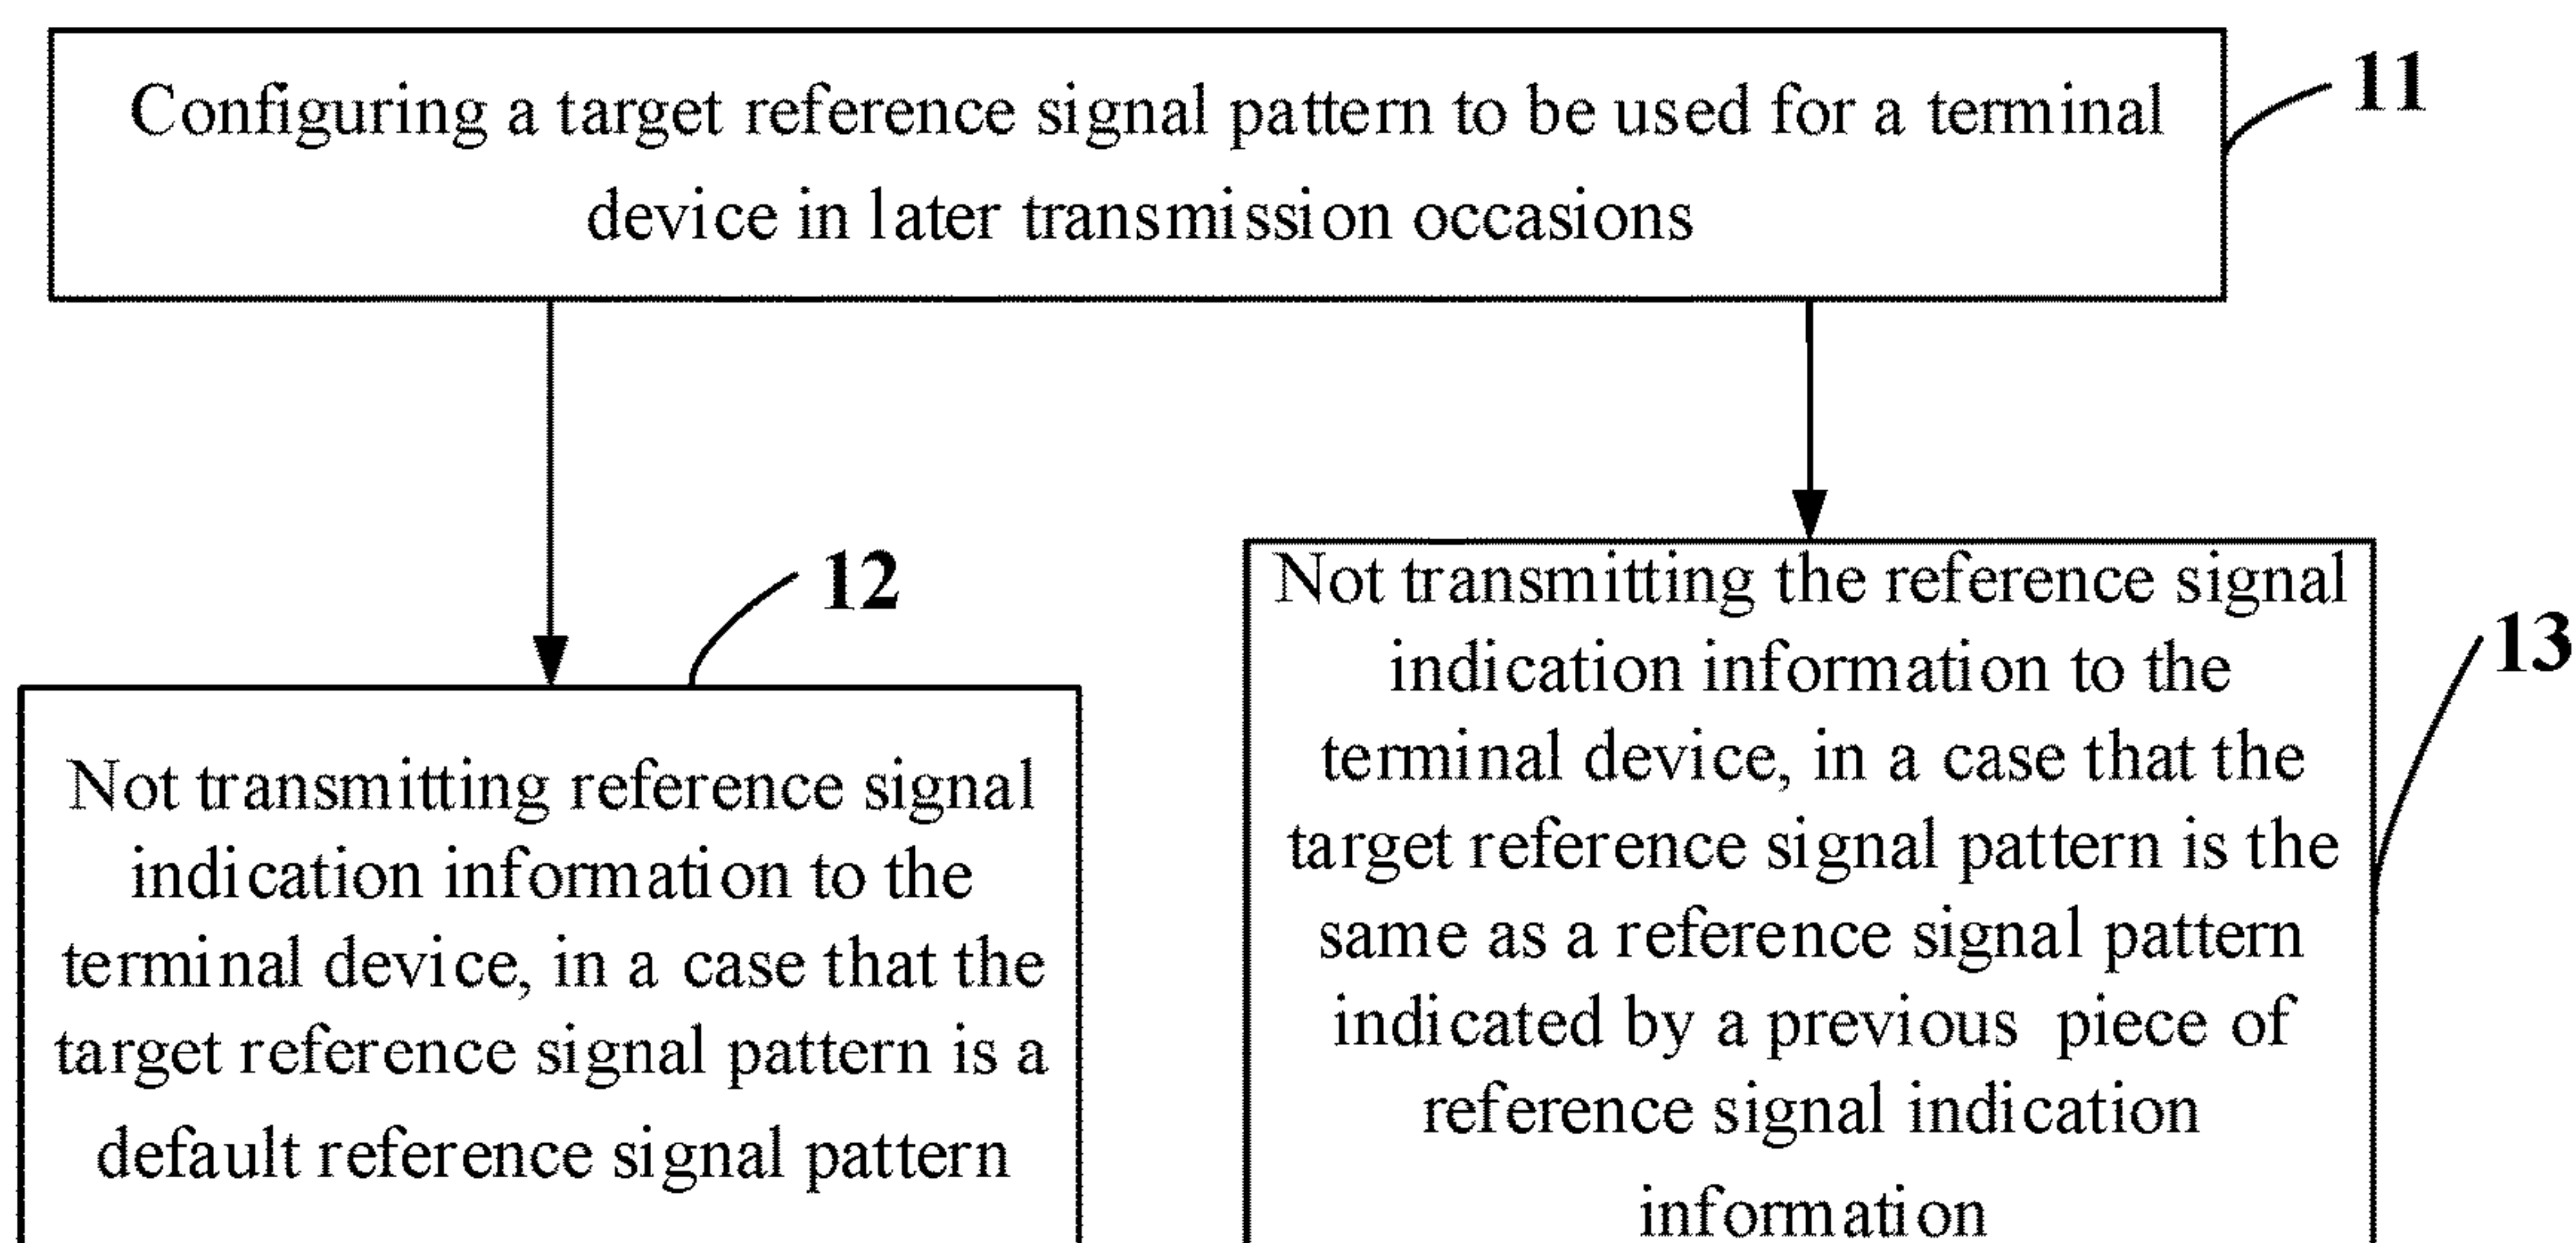 Configuring a target reference signal pattern to be used for a terminal
device in later transmission occasions
11
12
Not transmitting reference signal
indication information to the
terminal device, in a case that the
target reference signal pattern is a
default reference signal pattern
13
Not transmitting the reference signal
indication information to the
terminal device, in a case that the
target reference signal pattern is the
same as a reference signal pattern
indicated by a previous piece of
reference signal indication
information